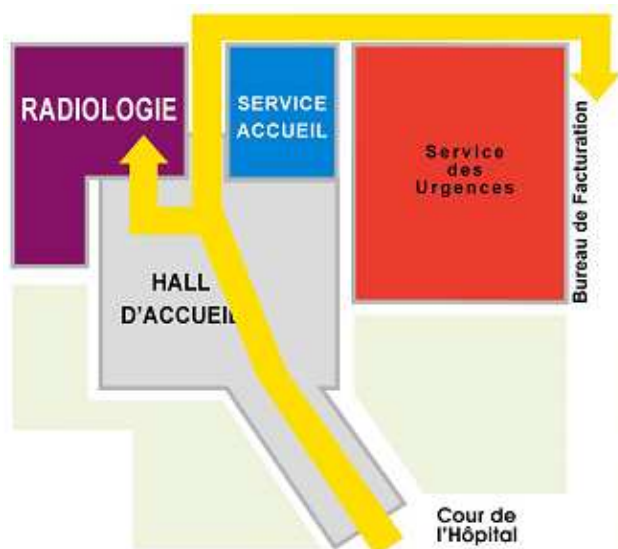 RADIOLOGIE
SERVICE
ACCUEIL
Service
des
Urgences
Bureau de Facturation
HALL
D'ACCUEIL
Cour de
l'Hôpital